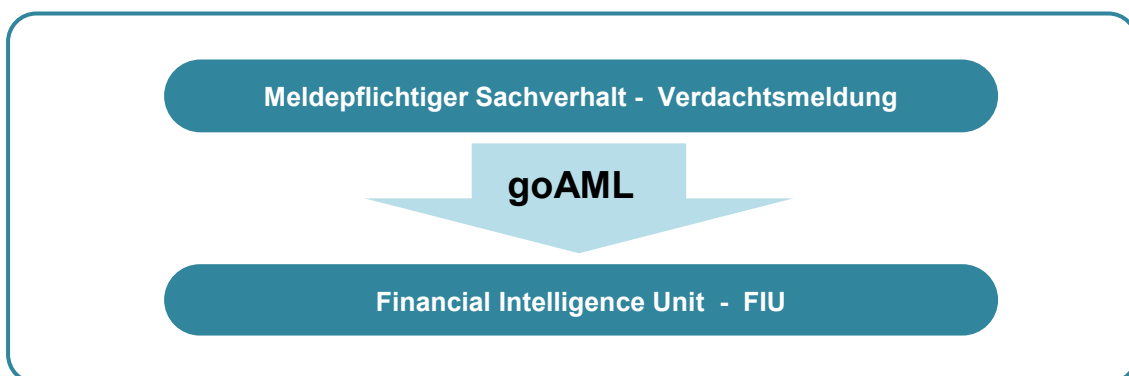 Meldepflichtiger Sachverhalt - Verdachtsmeldung
goAML
Financial Intelligence Unit - FIU